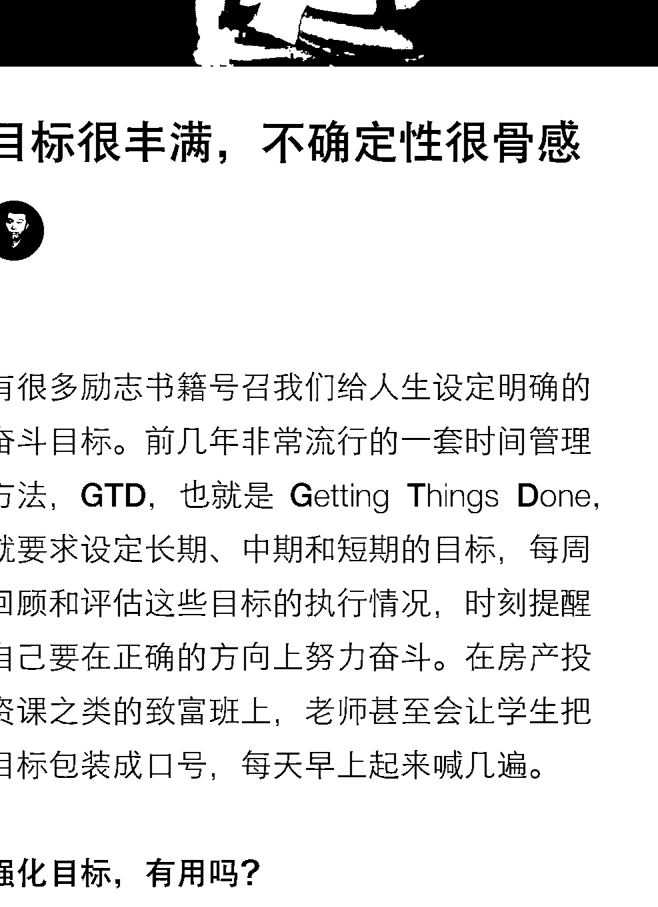 目标很丰满，不确定性很骨感
有很多励志书籍号召我们给人生设定明确的
奋斗目标。前几年非常流行的一套时间管理
方法，GTD，也就是 Getting Things Done,
就要求设定长期、中期和短期的目标，每周
回顾和评估这些目标的执行情况，时刻提醒
自己要在正确的方向上努力奋斗。在房产投
资课之类的致富班上，老师甚至会让学生把
目标包装成口号，每天早上起来喊几遍。
强化目标，有用吗？